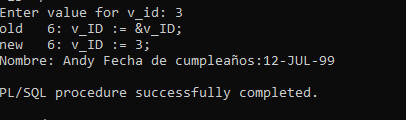 Enter value for v_id: 3
old   6: v_ID := &v_ID;
new   6: v_ID := 3;
Nombre: Andy Fecha de cumpleaños:12-JUL-99
PL/SQL procedure successfully completed.